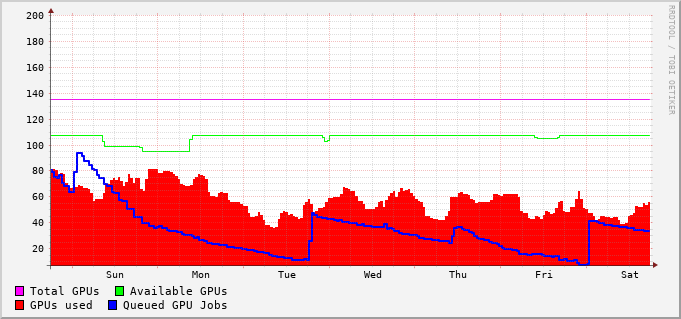 200
180
160
140
120
100
80
60
40
20
Sun Mon Tue Wed Thu Fri Sat
Total GPUs Available GPUs
GPUs used Queued GPU Jobs
RRDTOOL / TOBI OETIKER